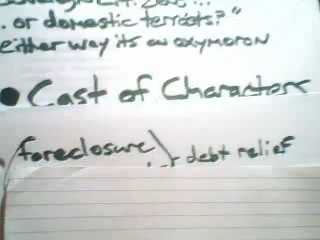 . or domestic terrorists?"
either way its an oxymoron
● Cast of Characters
(foreclosure) + debt relief